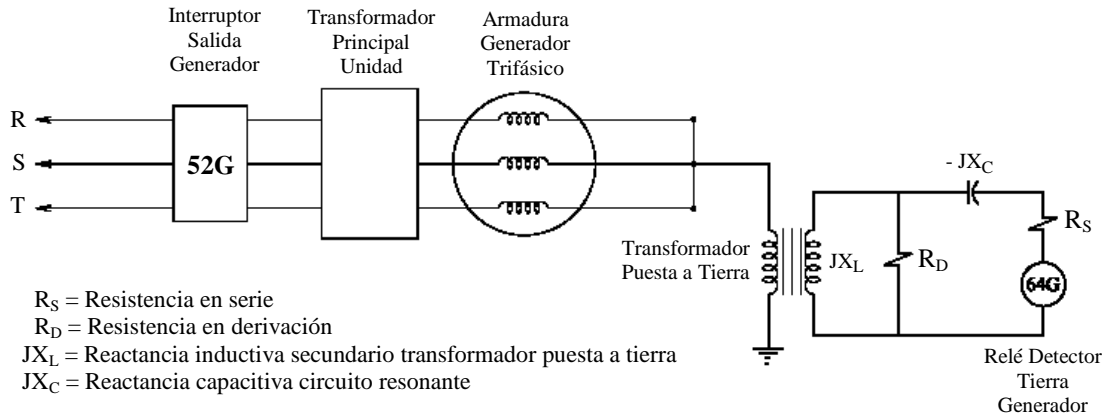 Interruptor
Salida
Generador
Transformador
Principal
Unidad
Armadura
Generador
Trifásico
R
S
T
52G
- JX_C
R_S
Transformador
Puesta a Tierra
JX_L
R_D
64G
R_S = Resistencia en serie
R_D = Resistencia en derivación
JX_L = Reactancia inductiva secundario transformador puesta a tierra
JX_C = Reactancia capacitiva circuito resonante
Relé Detector
Tierra
Generador